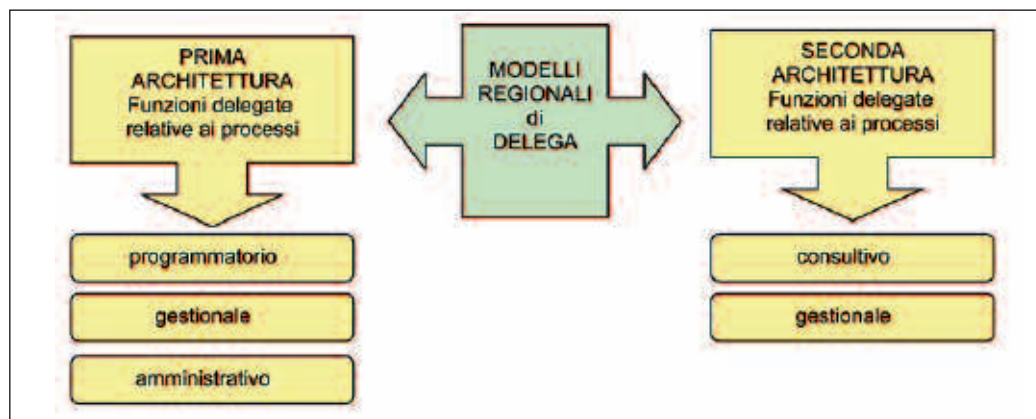 PRIMA
ARCHITETTURA
Funzioni delegate
relative ai processi
programmatorio
gestionale
amministrativo
MODELLI
REGIONALI
di
DELEGA
SECONDA
ARCHITETTURA
Funzioni delegate
relative ai processi
consultivo
gestionale